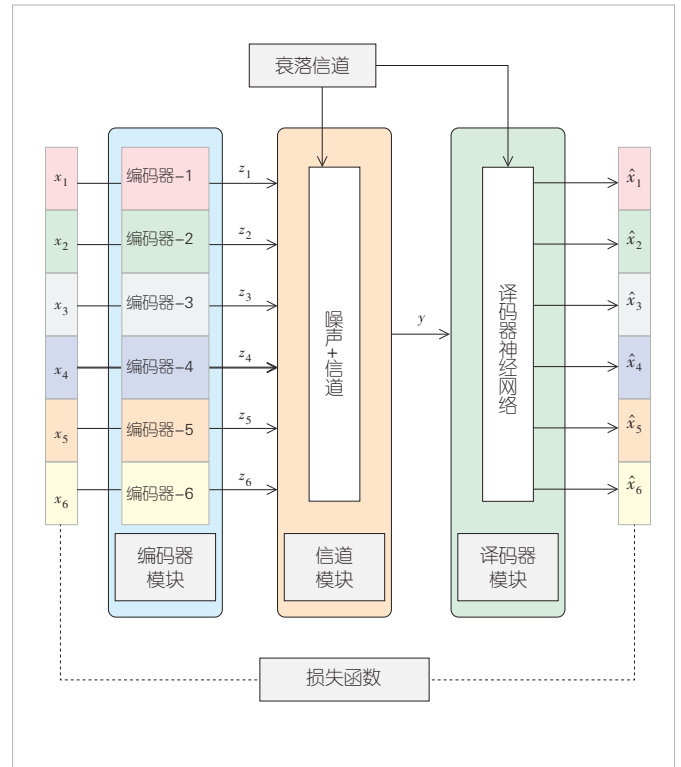 衰落信道
x1 编码器-1 z1 x̂1
x2 编码器-2 z2 x̂2
x3 编码器-3 z3 x̂3
x4 编码器-4 z4 x̂4
x5 编码器-5 z5 x̂5
x6 编码器-6 z6 x̂6
噪声+信道
y
译码器神经网络
编码器
模块
信道
模块
译码器
模块
损失函数